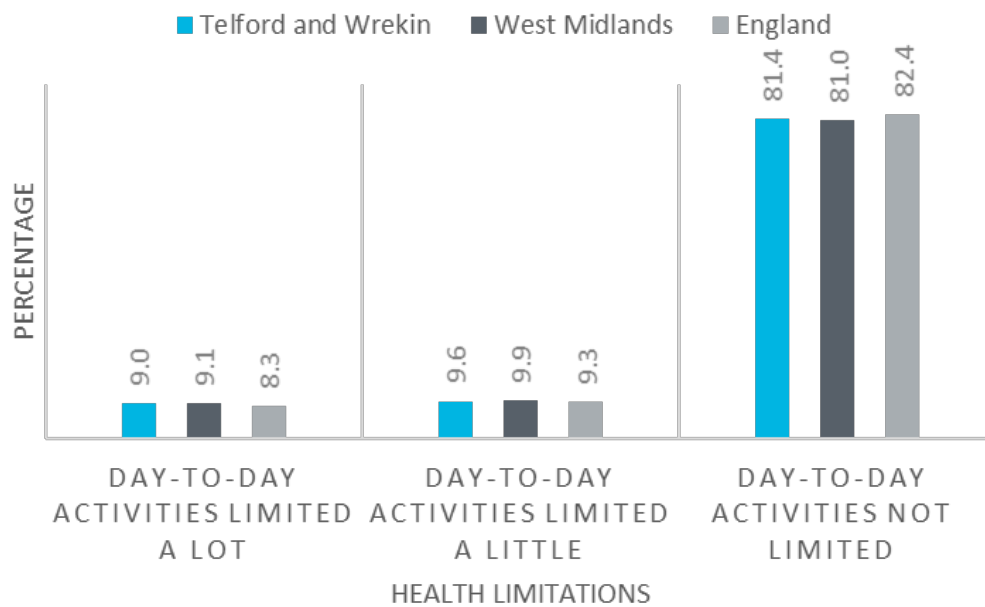 Telford and Wrekin West Midlands England
PERCENTAGE
9.0 9.1 8.3
9.6 9.9 9.3
81.4 81.0 82.4
DAY-TO-DAY
ACTIVITIES LIMITED
A LOT
DAY-TO-DAY
ACTIVITIES LIMITED
A LITTLE
DAY-TO-DAY
ACTIVITIES NOT
LIMITED
HEALTH LIMITATIONS